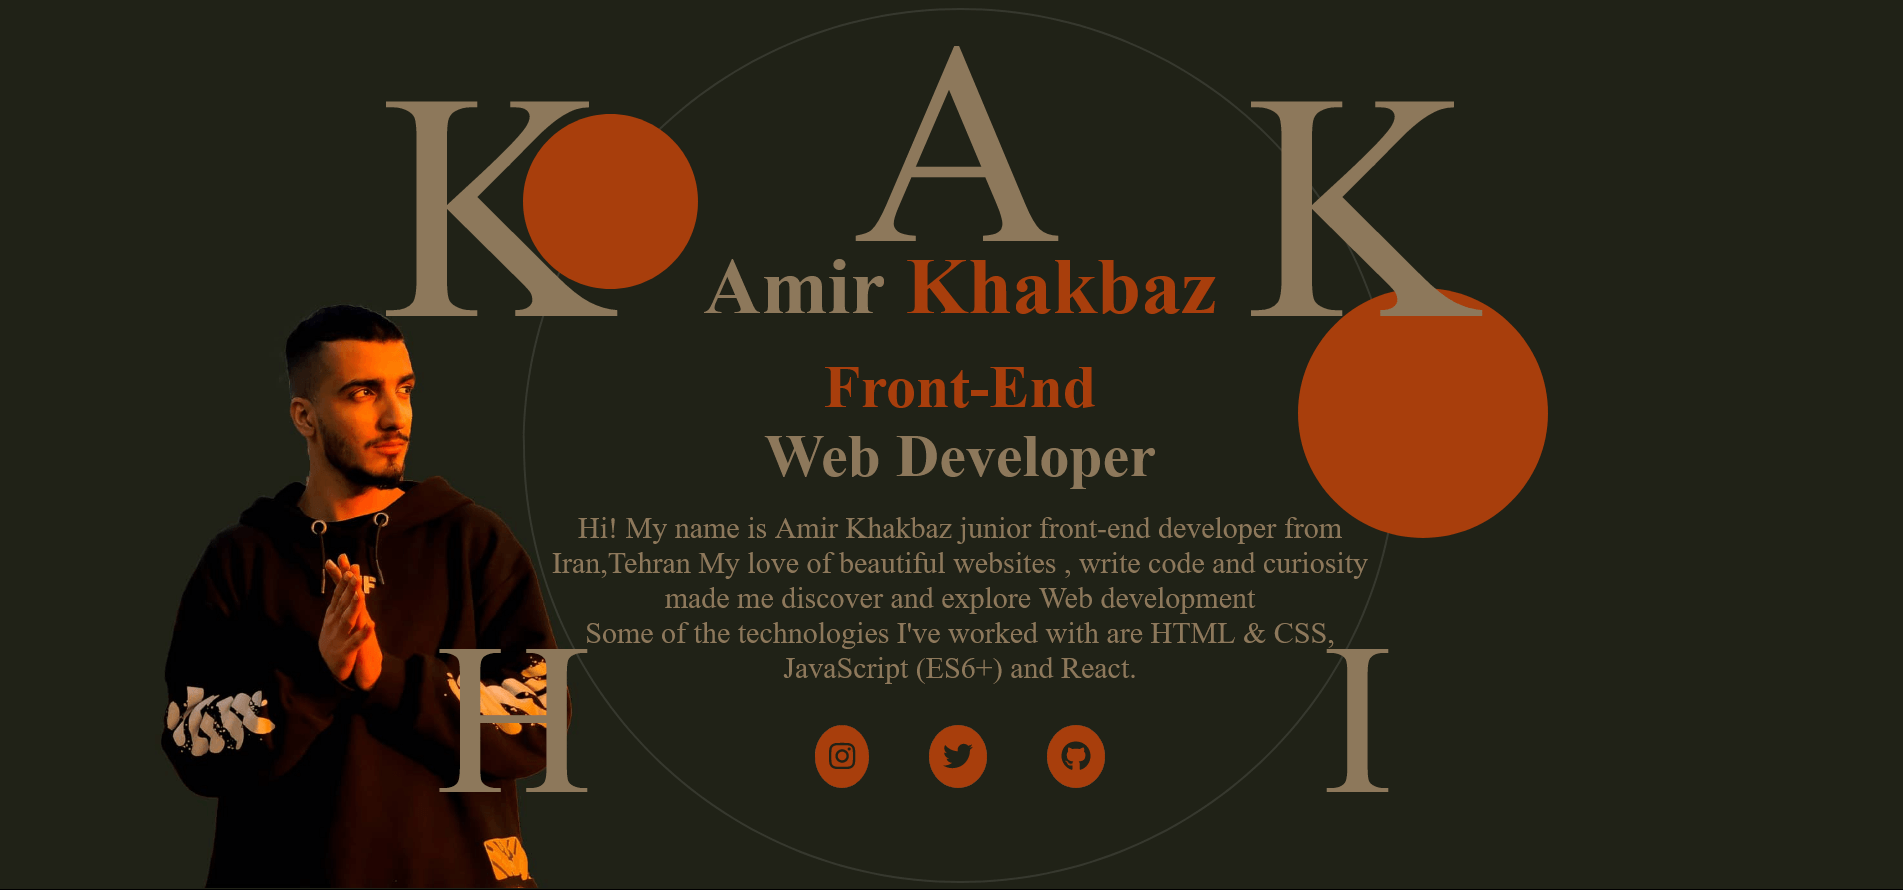 K
A
K
Amir Khakbaz
Front-End
Web Developer
Hi! My name is Amir Khakbaz junior front-end developer from
Iran,Tehran My love of beautiful websites , write code and curiosity
made me discover and explore Web development
Some of the technologies I've worked with are HTML & CSS,
JavaScript (ES6+) and React.
H
I